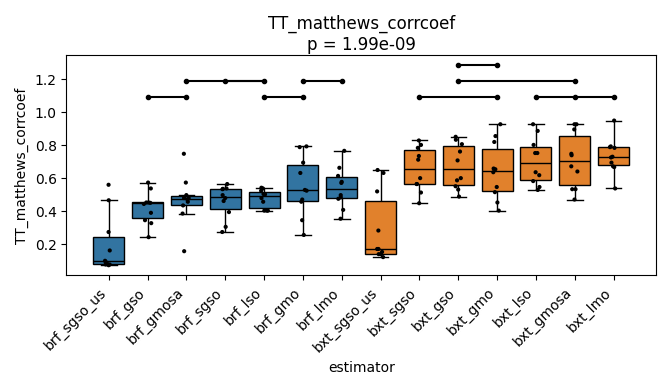 TT_matthews_corrcoef
p = 1.99e-09
TT_matthews_corrcoef
1.2
1.0
0.8
0.6
0.4
0.2
brf_sgso_us
brf_gso
brf_gmosa
brf_sgso
brf_lso
brf_gmo
brf_lmo
bxt_sgso_us
bxt_sgso
bxt_gso
bxt_gmo
bxt_lso
bxt_gmosa
bxt_lmo
estimator